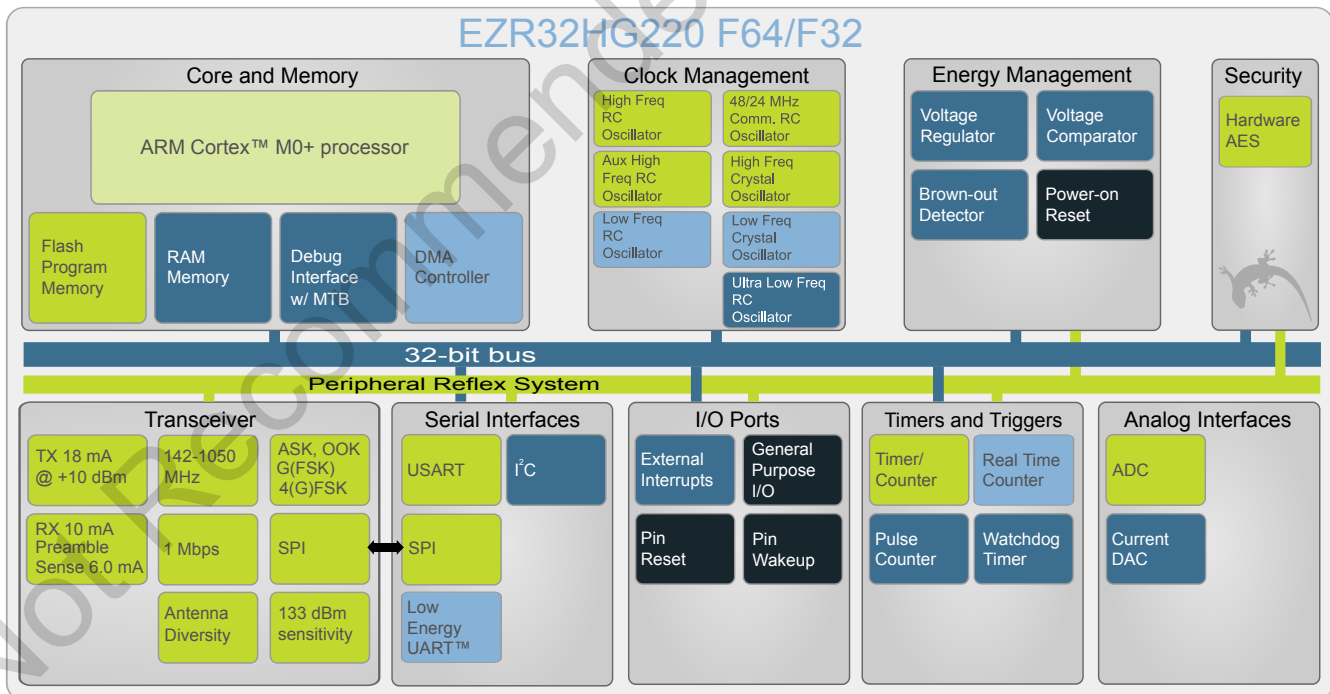 EZR32HG220 F64/F32
Core and Memory
ARM Cortex™ M0+ processor
Flash
Program
Memory
RAM
Memory
Debug
Interface
w/ MTB
DMA
Controller
Clock Management
High Freq
RC
Oscillator
48/24 MHz
Comm. RC
Oscillator
Aux High
Freq RC
Oscillator
High Freq
Crystal
Oscillator
Low Freq
RC
Oscillator
Low Freq
Crystal
Oscillator
Ultra Low Freq
RC
Oscillator
Energy Management
Voltage
Regulator
Voltage
Comparator
Brown-out
Detector
Power-on
Reset
Security
Hardware
AES
32-bit bus
Peripheral Reflex System
Transceiver
TX 18 mA
@ +10 dBm
142-1050
MHz
ASK, OOK
G(FSK)
4(G)FSK
RX 10 mA
Preamble
Sense 6.0 mA
1 Mbps
SPI
Antenna
Diversity
133 dBm
sensitivity
Serial Interfaces
USART
I²C
SPI
Low
Energy
UART™
I/O Ports
External
Interrupts
General
Purpose
I/O
Pin
Reset
Pin
Wakeup
Timers and Triggers
Timer/
Counter
Real Time
Counter
Pulse
Counter
Watchdog
Timer
Analog Interfaces
ADC
Current
DAC
Not Recommende